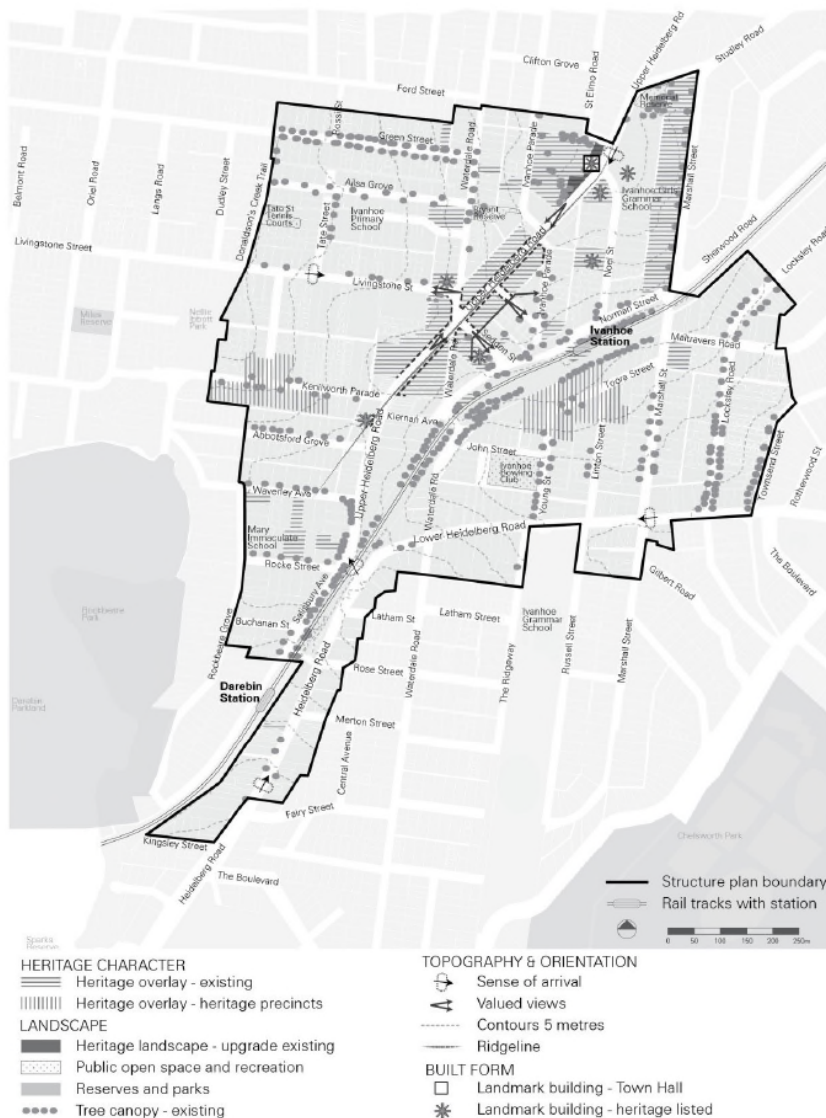 Studley Road
Upper Heidelberg Rd
Clifton Grove
St Elmo Road
Ford Street
Memorial Reserve
Green Street
Waterdale Road
Ivanhoe Parade
Marshall Street
Belmont Road
Oriel Road
Langs Road
Dudley Street
Donaldson's Creek Trail
Ailsa Grove
Ivanhoe Girls' Grammar School
Tate St Tennis Courts
Tate Street
Ivanhoe Primary School
Sherwood Road
Locksley Road
Livingstone Street
Noel St
Livingstone St
Ivanhoe Parade
Norman Street
Ivanhoe Station
Maltravers Road
Seddon St
Waterdale Rd
Toora Street
Marshall St
Locksley Road
Kenilworth Parade
Kiernan Ave
Abbotsford Grove
John Street
Linton Street
Ivanhoe Bowling Club
Townsend Street
Rotherwood St
Waverley Ave
Upper Heidelberg Road
Waterdale Rd
Young St
Mary Immaculate School
Lower Heidelberg Road
Rocke Street
The Boulevard
Gilbert Road
Salisbury Ave
Rockbeare Park
Buchanan St
Latham St
Latham Street
Ivanhoe Grammar School
Rockbeare Grove
Heidelberg Road
Rose Street
Waterdale Road
The Ridgeway
Russell Street
Marshall Street
Darebin Station
Darebin Parkland
Merton Street
Central Avenue
Fairy Street
Kingsley Street
Chelsworth Park
Heidelberg Road
The Boulevard
Sparks Reserve
Structure plan boundary
Rail tracks with station
0 50 100 150 200 250m
HERITAGE CHARACTER
Heritage overlay - existing
Heritage overlay - heritage precincts
LANDSCAPE
Heritage landscape - upgrade existing
Public open space and recreation
Reserves and parks
Tree canopy - existing
TOPOGRAPHY & ORIENTATION
Sense of arrival
Valued views
Contours 5 metres
Ridgeline
BUILT FORM
Landmark building - Town Hall
Landmark building - heritage listed